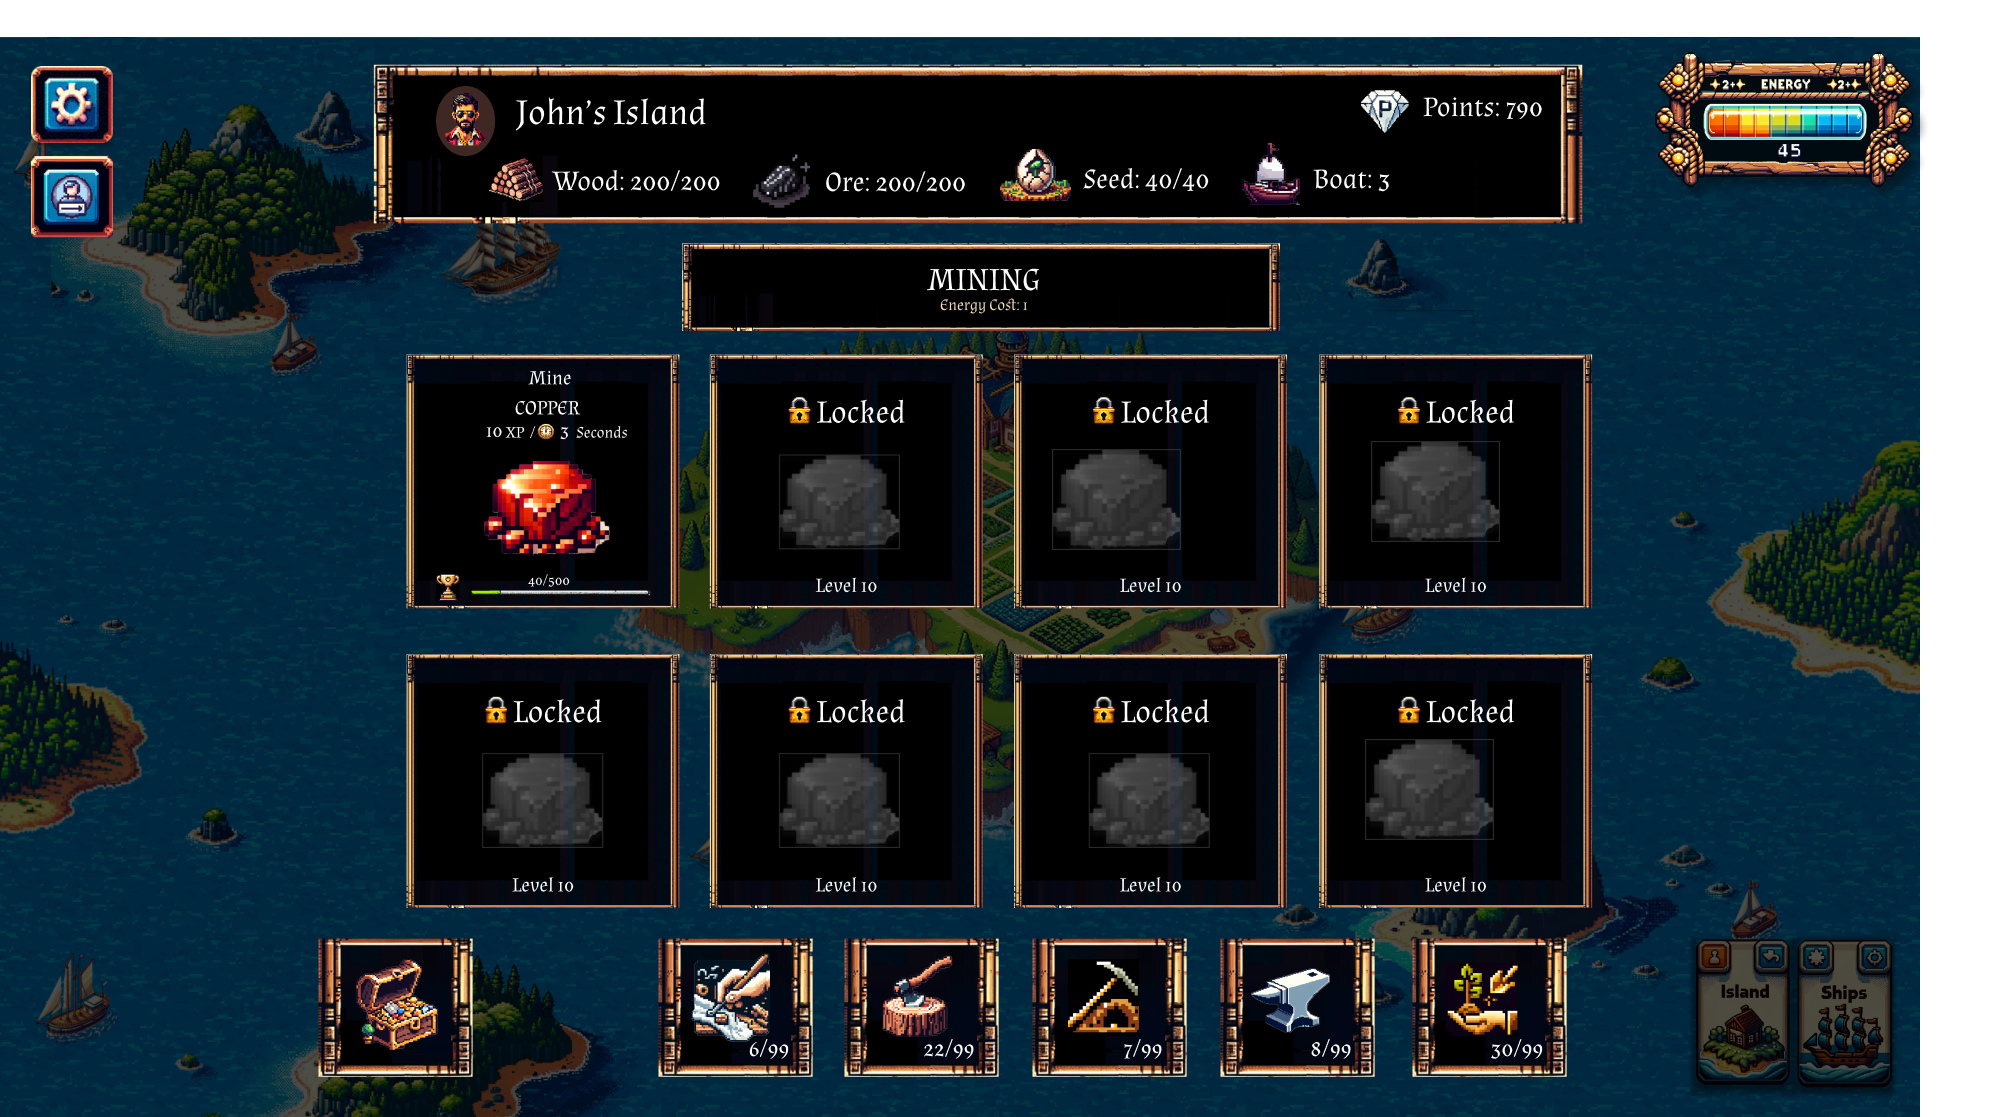 John's Island
Points: 790
Wood: 200/200
Ore: 200/200
Seed: 40/40
Boat: 3
2+ ENERGY 2+
45
MINING
Energy Cost: 1
Mine
COPPER
10 XP / 3 Seconds
40/500
Locked
Level 10
Locked
Level 10
Locked
Level 10
Locked
Level 10
Locked
Level 10
Locked
Level 10
Locked
Level 10
6/99
22/99
7/99
8/99
30/99
Island
Ships